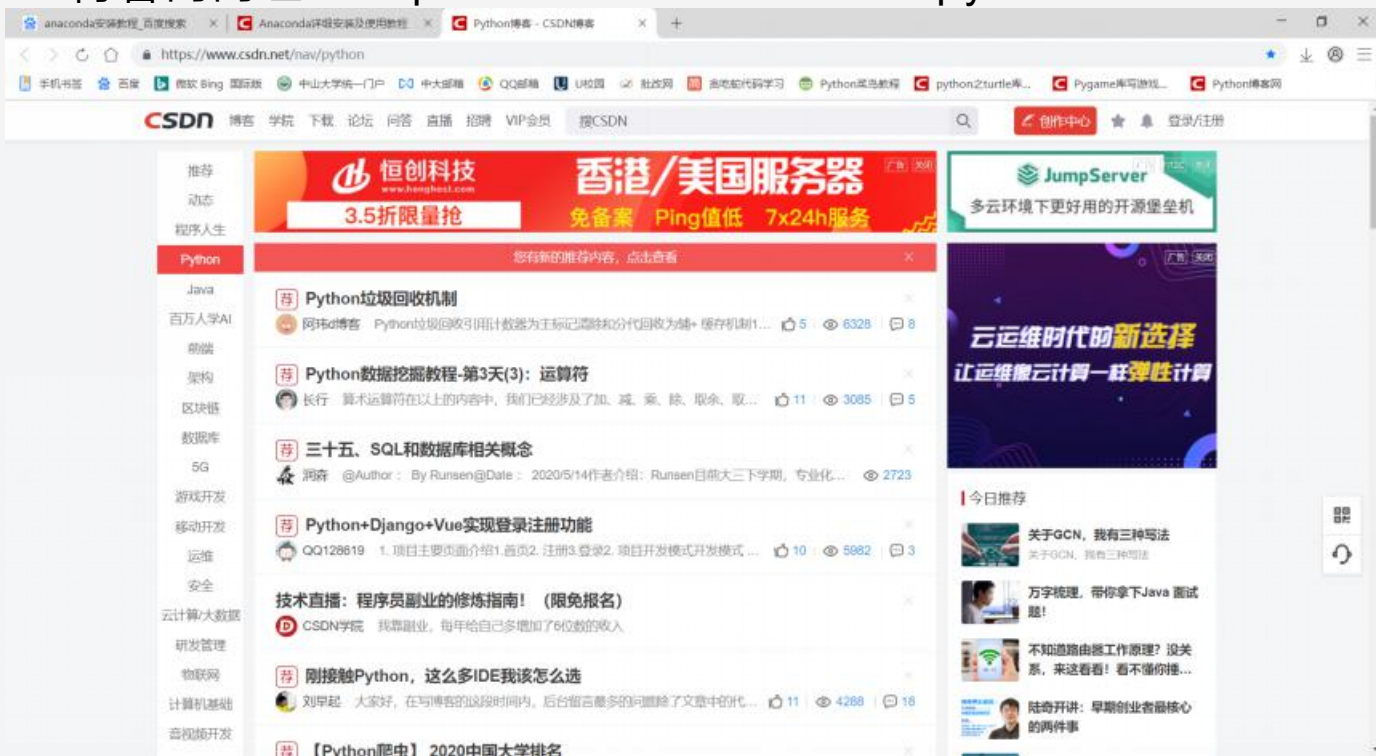 anaconda安装教程_百度搜索
Anaconda详细安装及使用教程
Python博客 - CSDN博客
https://www.csdn.net/nav/python
手机书签 百度 微软 Bing 国际版 中山大学统一门户 中大邮箱 QQ邮箱 U校园 批改网 贪吃蛇代码学习 Python菜鸟教程 python之turtle库... Pygame库写游戏... Python博客网
CSDN 博客 学院 下载 论坛 问答 直播 招聘 VIP会员 搜CSDN 创作中心 登录/注册
推荐
动态
程序人生
Python
Java
百万人学AI
前端
架构
区块链
数据库
5G
游戏开发
移动开发
运维
安全
云计算/大数据
研发管理
物联网
计算机基础
音视频开发
恒创科技
www.henghost.com
3.5折限量抢
香港/美国服务器
免备案 Ping值低 7x24h服务
广告 关闭
您有新的推荐内容，点击查看
荐 Python垃圾回收机制
阿玮d博客 Python垃圾回收引用计数器为主标记清除和分代回收为辅+ 缓存机制1... 5 6328 8
荐 Python数据挖掘教程-第3天(3)：运算符
长行 算术运算符在以上的内容中，我们已经涉及了加、减、乘、除、取余、取... 11 3085 5
荐 三十五、SQL和数据库相关概念
润森 @Author： By Runsen@Date： 2020/5/14作者介绍：Runsen目前大三下学期，专业化... 2723
荐 Python+Django+Vue实现登录注册功能
QQ128619 1. 项目主要页面介绍1.首页2. 注册3.登录2. 项目开发模式开发模式 ... 10 5982 3
技术直播：程序员副业的修炼指南！（限免报名）
CSDN学院 我靠副业，每年给自己多增加了6位数的收入
荐 刚接触Python，这么多IDE我该怎么选
刘早起 大家好，在写博客的这段时间内，后台留言最多的问题除了文章中的代... 11 4288 18
荐 【Python爬虫】2020中国大学排名
JumpServer
多云环境下更好用的开源堡垒机
广告 关闭
云运维时代的新选择
让运维像云计算一样弹性计算
今日推荐
关于GCN，我有三种写法
关于GCN，我有三种写法
万字梳理，带你拿下Java 面试
题！
不知道路由器工作原理？没关
系，来这看看！看不懂你捶...
陆奇开讲：早期创业者最核心
的两件事